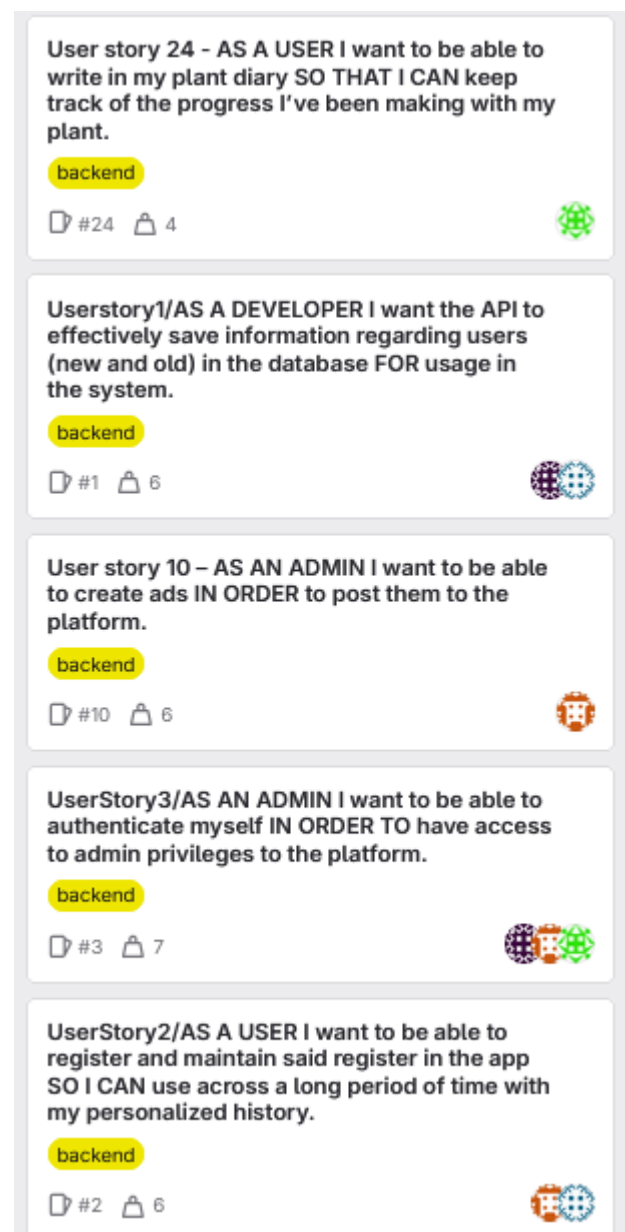 User story 24 - AS A USER I want to be able to
write in my plant diary SO THAT I CAN keep
track of the progress I've been making with my
plant.
backend
#24 4
Userstory1/AS A DEVELOPER I want the API to
effectively save information regarding users
(new and old) in the database FOR usage in
the system.
backend
#1 6
User story 10 – AS AN ADMIN I want to be able
to create ads IN ORDER to post them to the
platform.
backend
#10 6
UserStory3/AS AN ADMIN I want to be able to
authenticate myself IN ORDER TO have access
to admin privileges to the platform.
backend
#3 7
UserStory2/AS A USER I want to be able to
register and maintain said register in the app
SO I CAN use across a long period of time with
my personalized history.
backend
#2 6